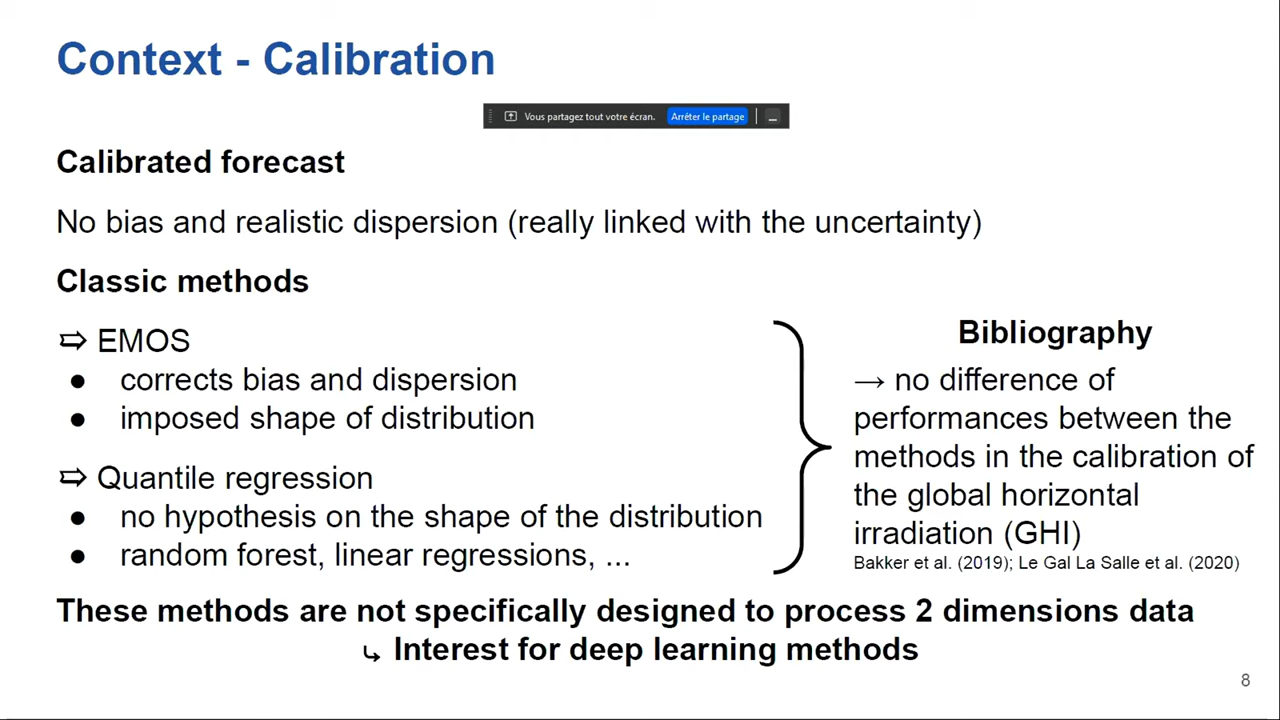 Context - Calibration
Vous partagez tout votre écran. Arrêter le partage
Calibrated forecast
No bias and realistic dispersion (really linked with the uncertainty)
Classic methods
⇨ EMOS
● corrects bias and dispersion
● imposed shape of distribution
⇨ Quantile regression
● no hypothesis on the shape of the distribution
● random forest, linear regressions, ...
Bibliography
→ no difference of
performances between the
methods in the calibration of
the global horizontal
irradiation (GHI)
Bakker et al. (2019); Le Gal La Salle et al. (2020)
These methods are not specifically designed to process 2 dimensions data
↳ Interest for deep learning methods
8